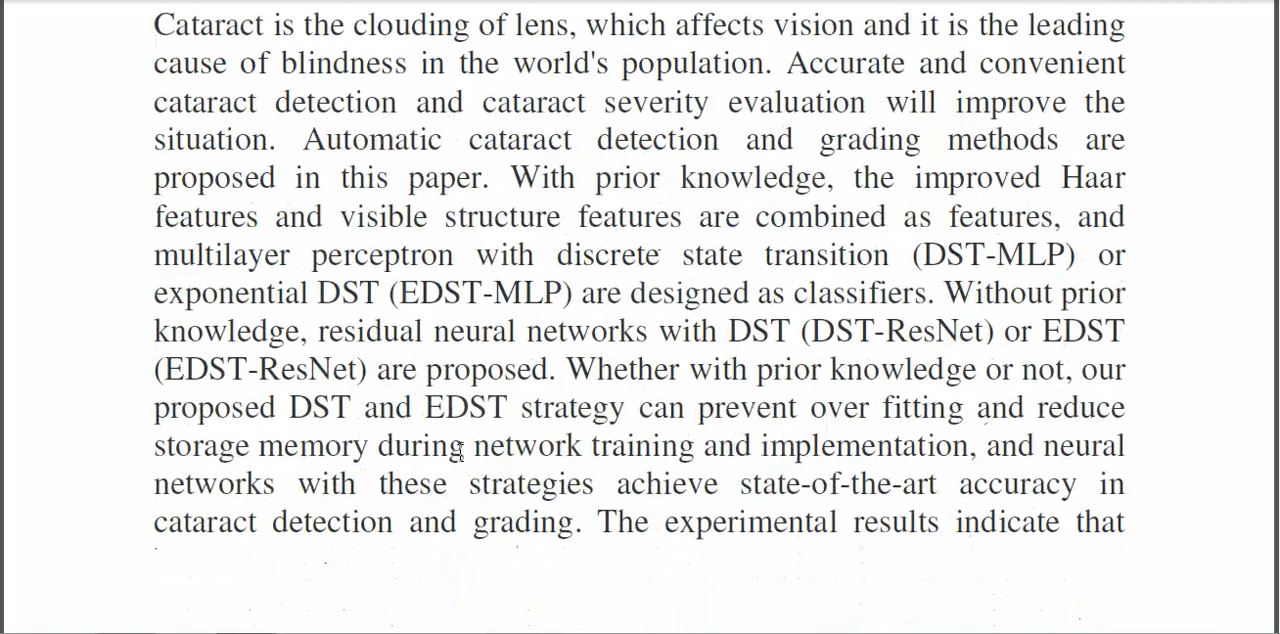 Cataract is the clouding of lens, which affects vision and it is the leading
cause of blindness in the world's population. Accurate and convenient
cataract detection and cataract severity evaluation will improve the
situation. Automatic cataract detection and grading methods are
proposed in this paper. With prior knowledge, the improved Haar
features and visible structure features are combined as features, and
multilayer perceptron with discrete state transition (DST-MLP) or
exponential DST (EDST-MLP) are designed as classifiers. Without prior
knowledge, residual neural networks with DST (DST-ResNet) or EDST
(EDST-ResNet) are proposed. Whether with prior knowledge or not, our
proposed DST and EDST strategy can prevent over fitting and reduce
storage memory during network training and implementation, and neural
networks with these strategies achieve state-of-the-art accuracy in
cataract detection and grading. The experimental results indicate that